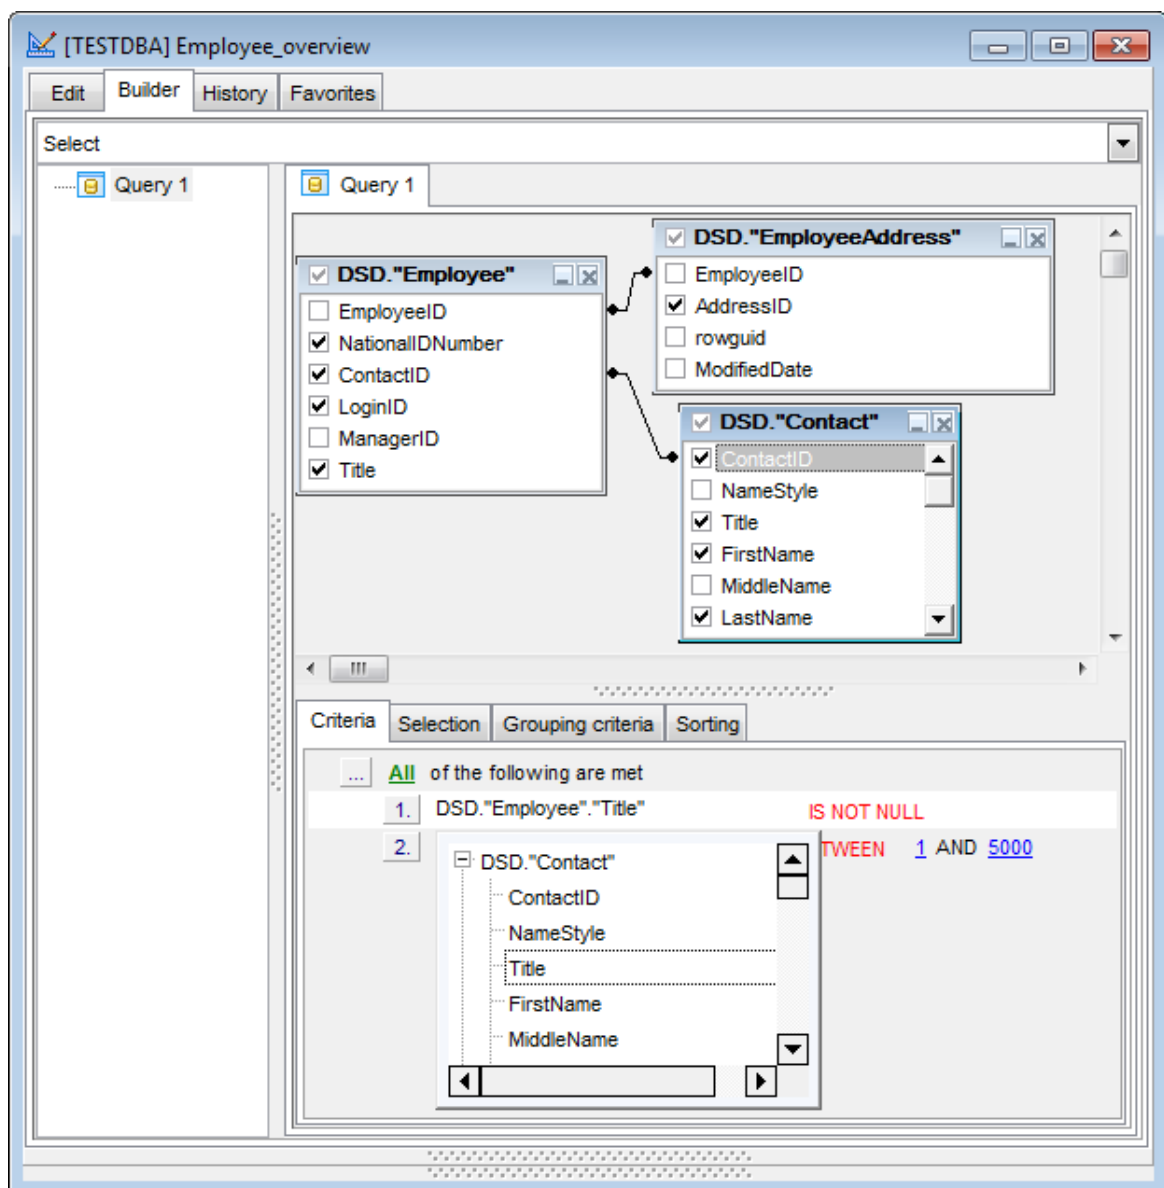 [TESTDBA] Employee_overview
Edit Builder History Favorites
Select
Query 1
Query 1
DSD."Employee"
EmployeeID
NationalIDNumber
ContactID
LoginID
ManagerID
Title
DSD."EmployeeAddress"
EmployeeID
AddressID
rowguid
ModifiedDate
DSD."Contact"
ContactID
NameStyle
Title
FirstName
MiddleName
LastName
Criteria Selection Grouping criteria Sorting
... All of the following are met
1. DSD."Employee"."Title" IS NOT NULL
2. TWEEN 1 AND 5000
DSD."Contact"
ContactID
NameStyle
Title
FirstName
MiddleName